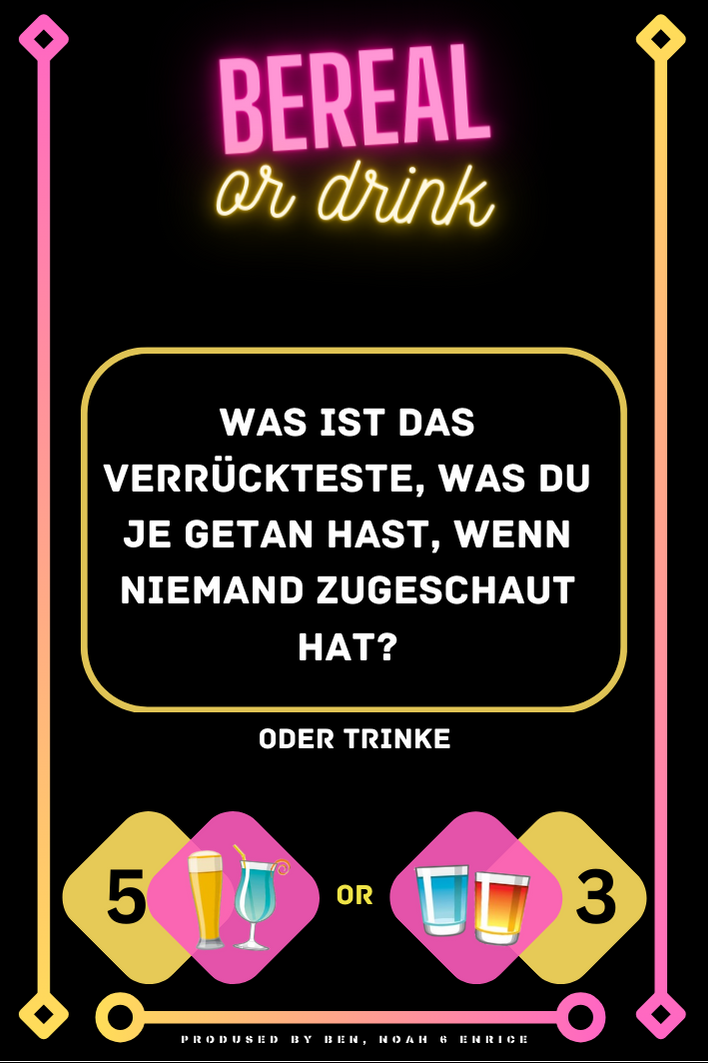 BEREAL
or drink
WAS IST DAS
VERRÜCKTESTE, WAS DU
JE GETAN HAST, WENN
NIEMAND ZUGESCHAUT
HAT?
ODER TRINKE
5 OR 3
PRODUSED BY BEN, NOAH & ENRICE